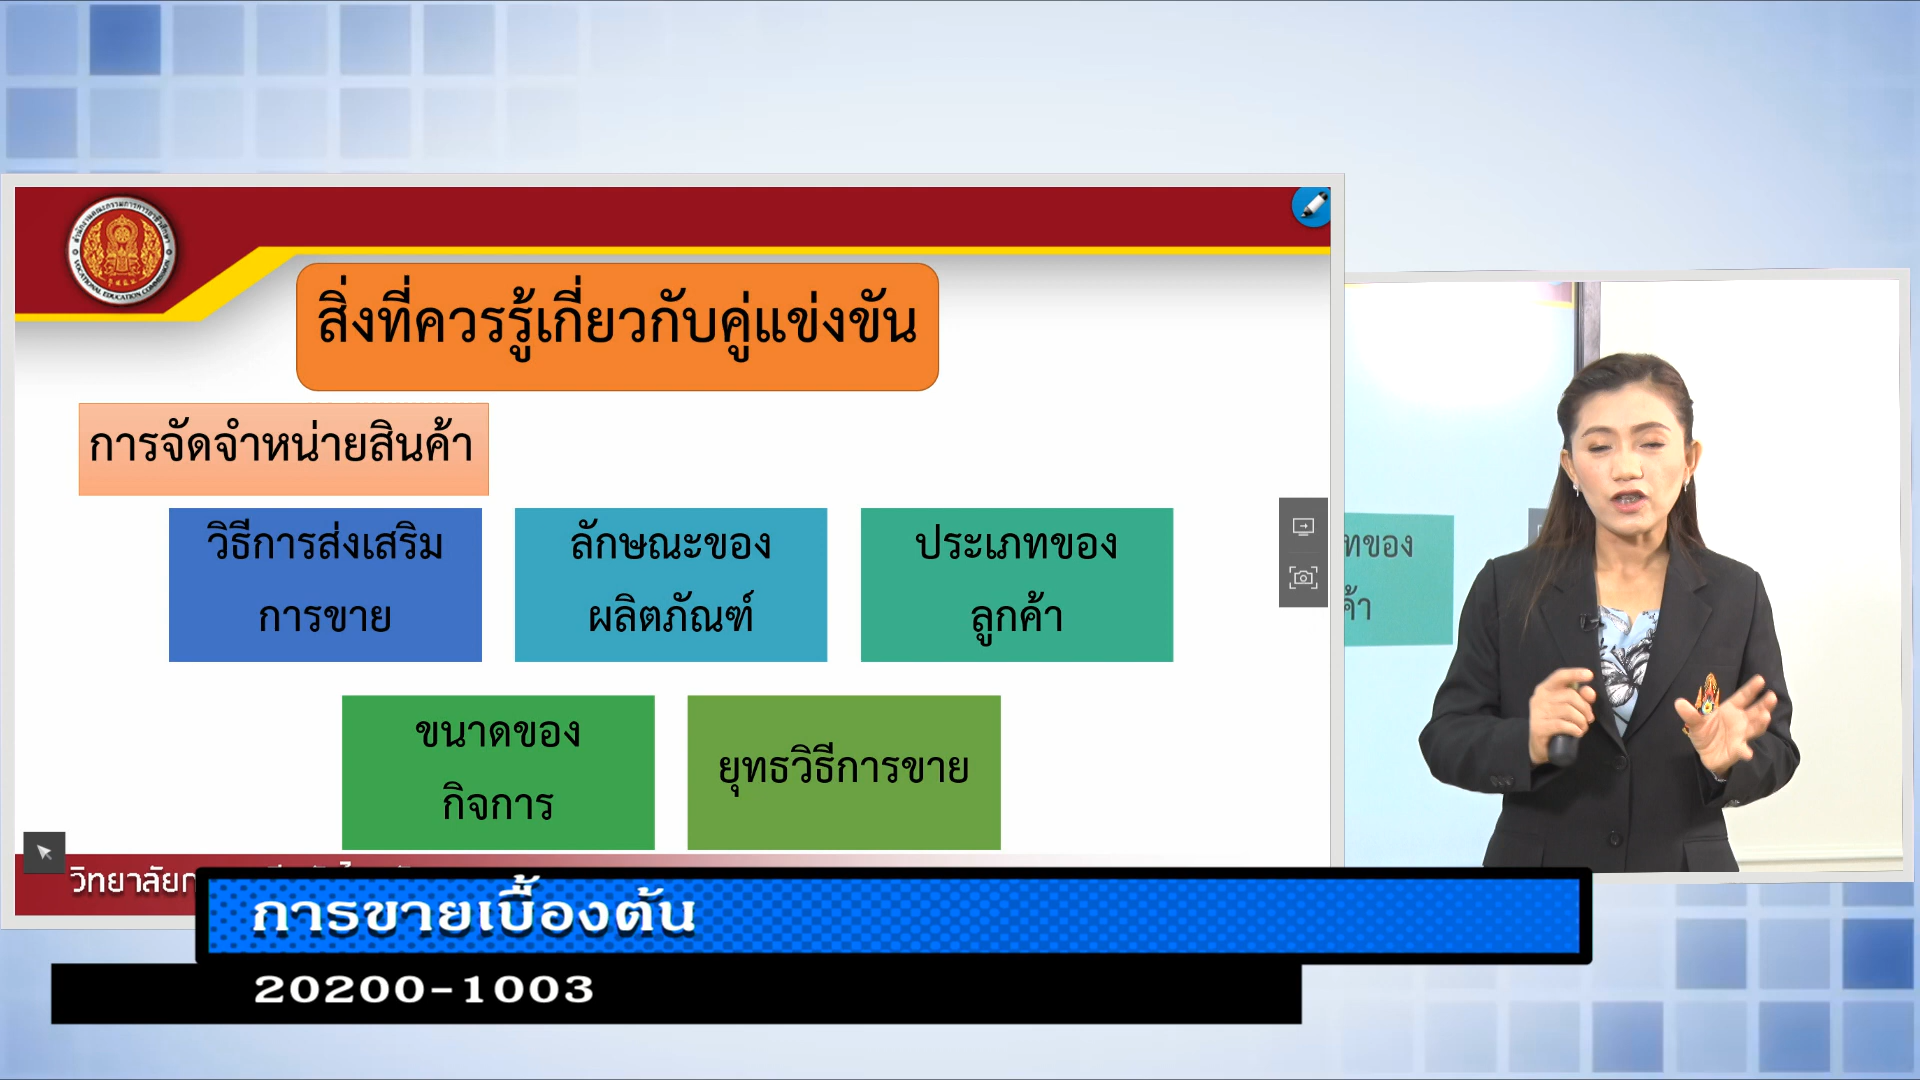 สิ่งที่ควรรู้เกี่ยวกับคู่แข่งขัน
การจัดจำหน่ายสินค้า
วิธีการส่งเสริม
การขาย
ลักษณะของ
ผลิตภัณฑ์
ประเภทของ
ลูกค้า
ขนาดของ
กิจการ
ยุทธวิธีการขาย
ทของ
ค้า
วิทยาลัยก
การขายเบื้องต้น
20200-1003
VOCATIONAL EDUCATION COMMISSION